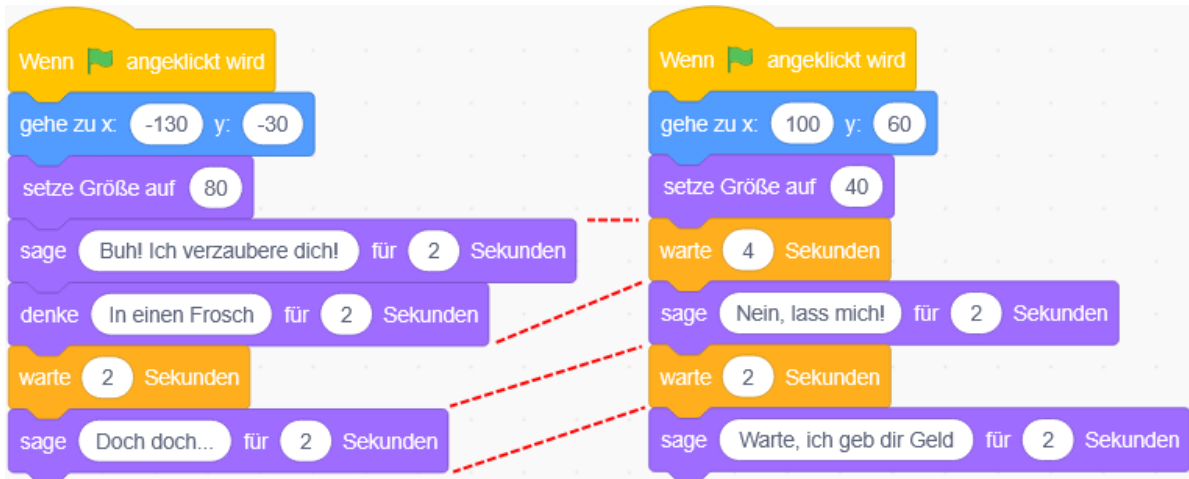 Wenn angeklickt wird
gehe zu x: -130 y: -30
setze Größe auf 80
sage Buh! Ich verzaubere dich! für 2 Sekunden
denke In einen Frosch für 2 Sekunden
warte 2 Sekunden
sage Doch doch... für 2 Sekunden
Wenn angeklickt wird
gehe zu x: 100 y: 60
setze Größe auf 40
warte 4 Sekunden
sage Nein, lass mich! für 2 Sekunden
warte 2 Sekunden
sage Warte, ich geb dir Geld für 2 Sekunden